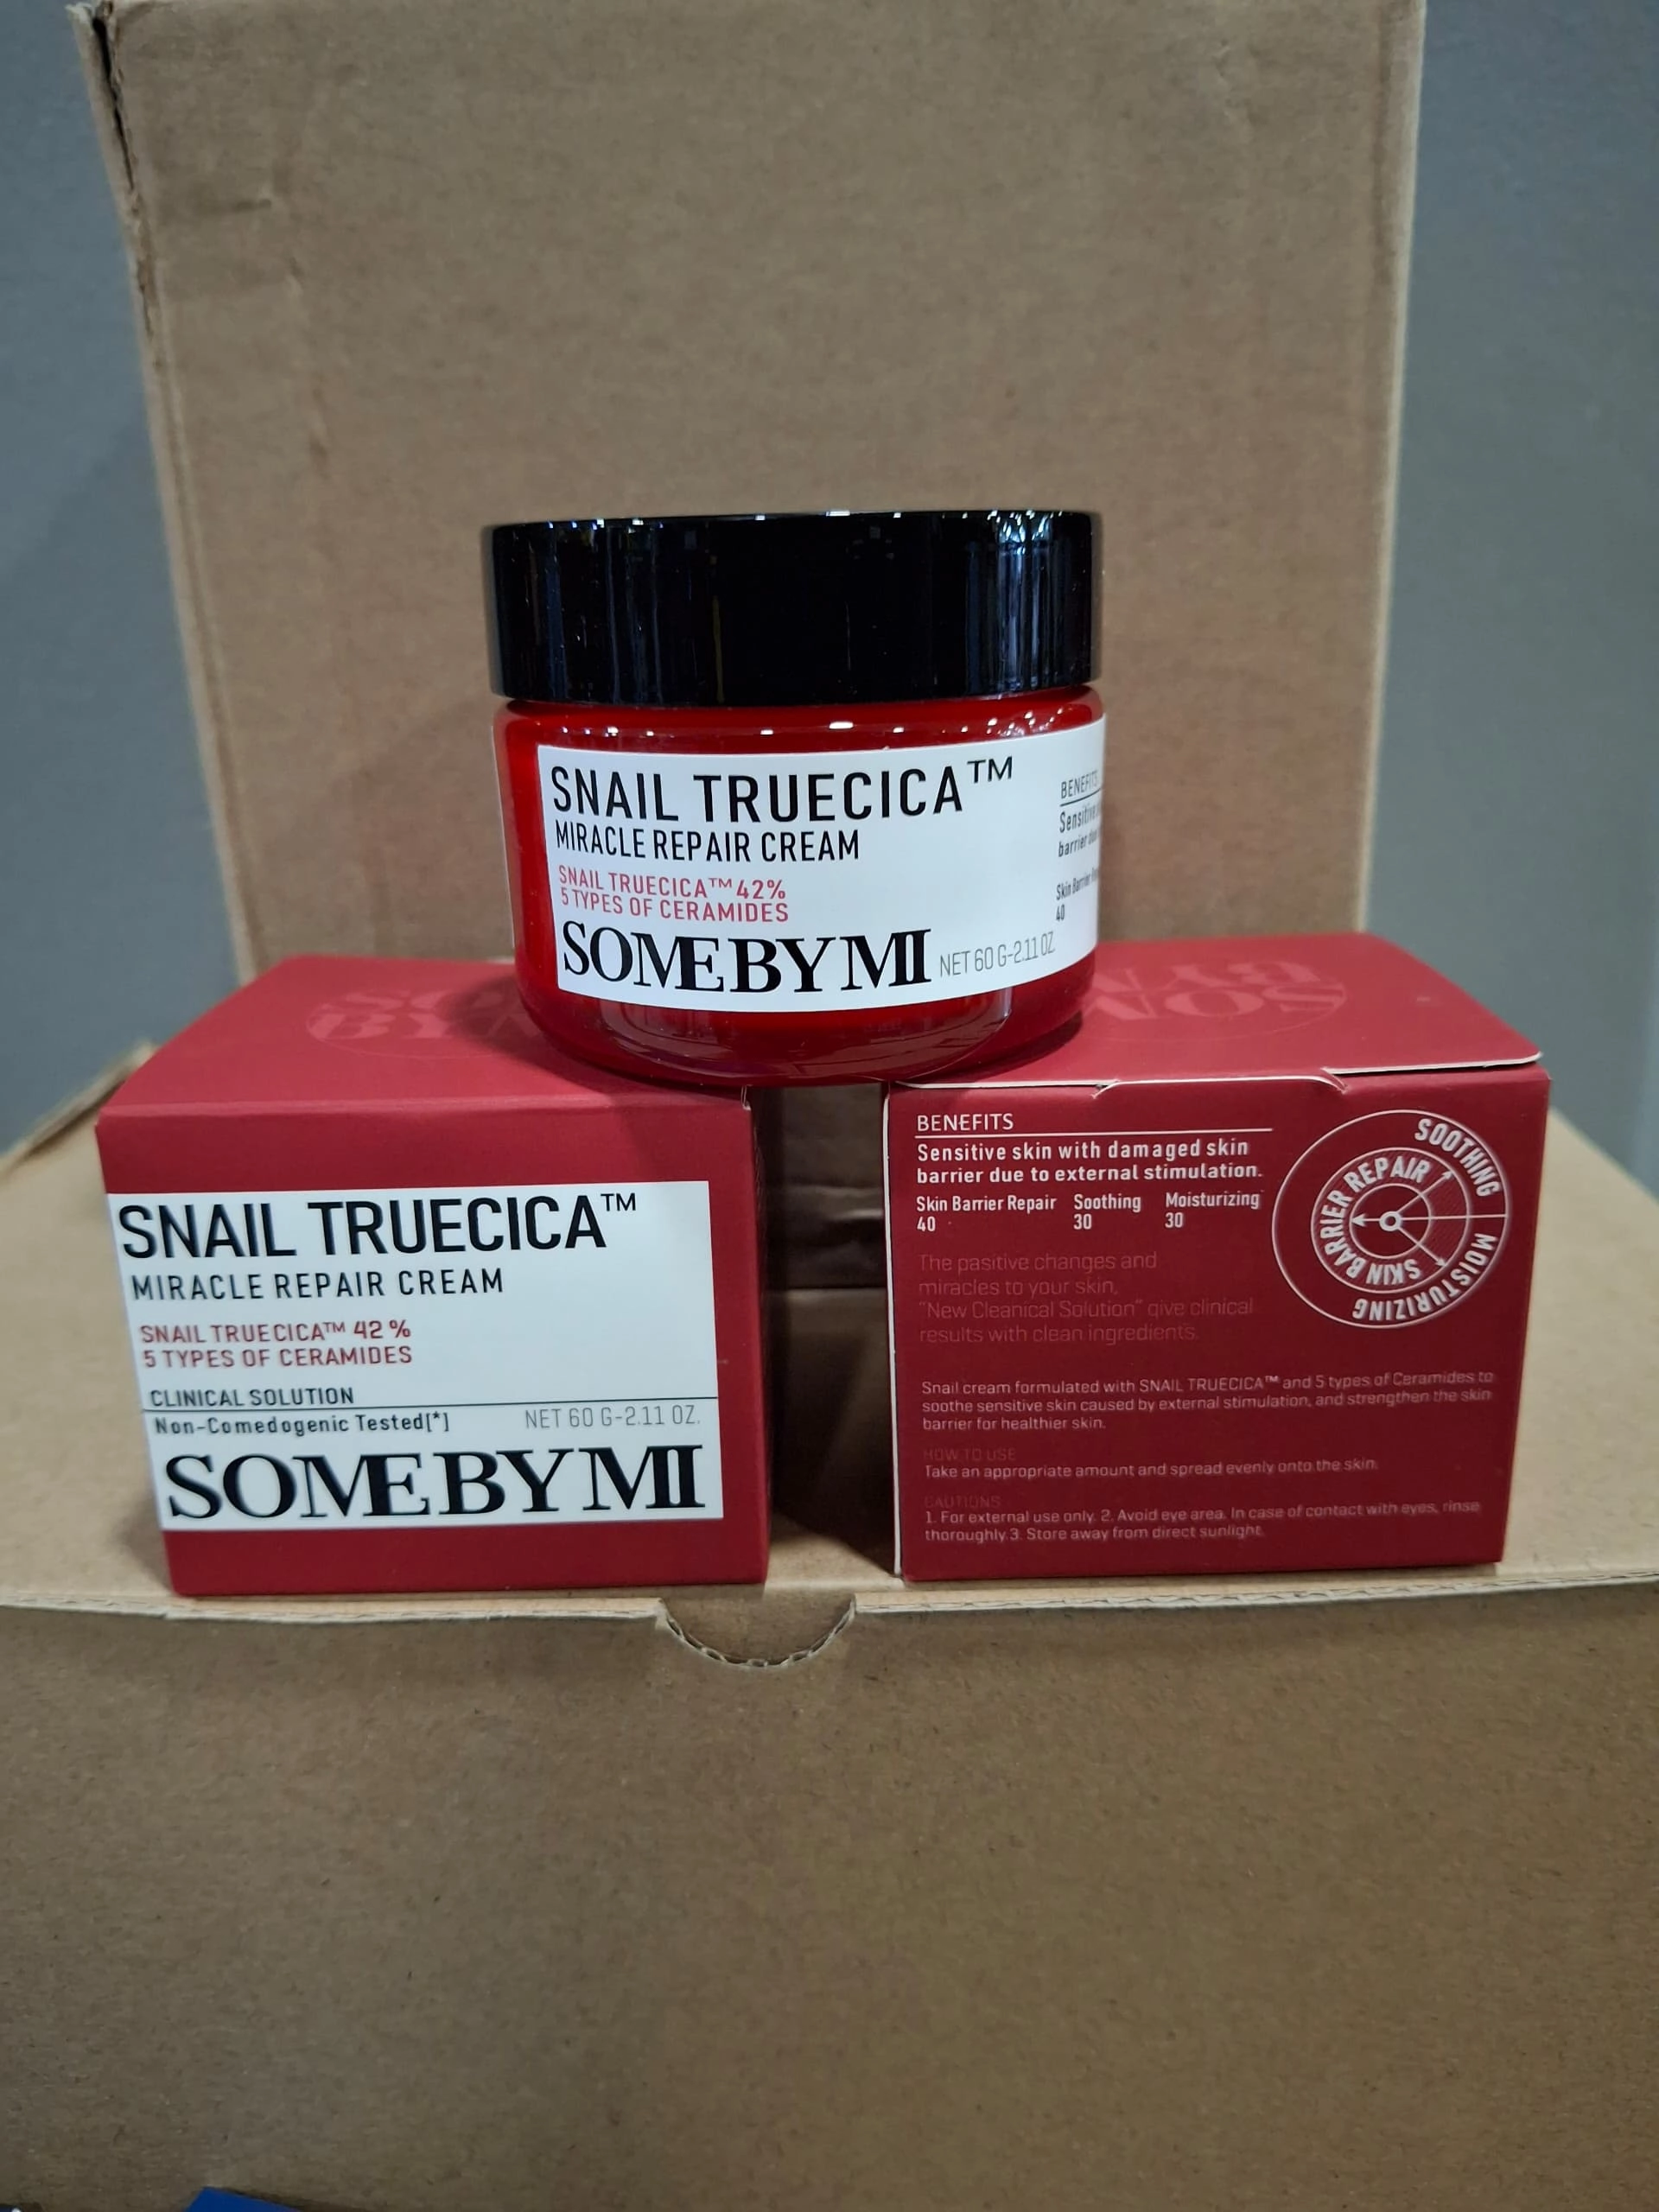 SNAIL TRUECICA™
MIRACLE REPAIR CREAM
SNAIL TRUECICA™ 42%
5 TYPES OF CERAMIDES
SOME BY MI NET 60 G-2.11 OZ.
BENEFITS
Sensitive
barrier due
Skin Barrier
40
SNAIL TRUECICA™
MIRACLE REPAIR CREAM
SNAIL TRUECICA™ 42%
5 TYPES OF CERAMIDES
CLINICAL SOLUTION
Non-Comedogenic Tested[*] NET 60 G-2.11 OZ.
SOME BY MI
BENEFITS
Sensitive skin with damaged skin
barrier due to external stimulation.
Skin Barrier Repair Soothing Moisturizing
40 30 30
The pasitive changes and
miracles to your skin,
"New Cleanical Solution" give clinical
results with clean ingredients.
SOOTHING
MOISTURIZING
SKIN BARRIER REPAIR
Snail cream formulated with SNAIL TRUECICA™ and 5 types of Ceramides to
soothe sensitive skin caused by external stimulation, and strengthen the skin
barrier for healthier skin.
HOW TO USE
Take an appropriate amount and spread evenly onto the skin.
CAUTIONS
1. For external use only. 2. Avoid eye area. In case of contact with eyes, rinse
thoroughly. 3. Store away from direct sunlight.